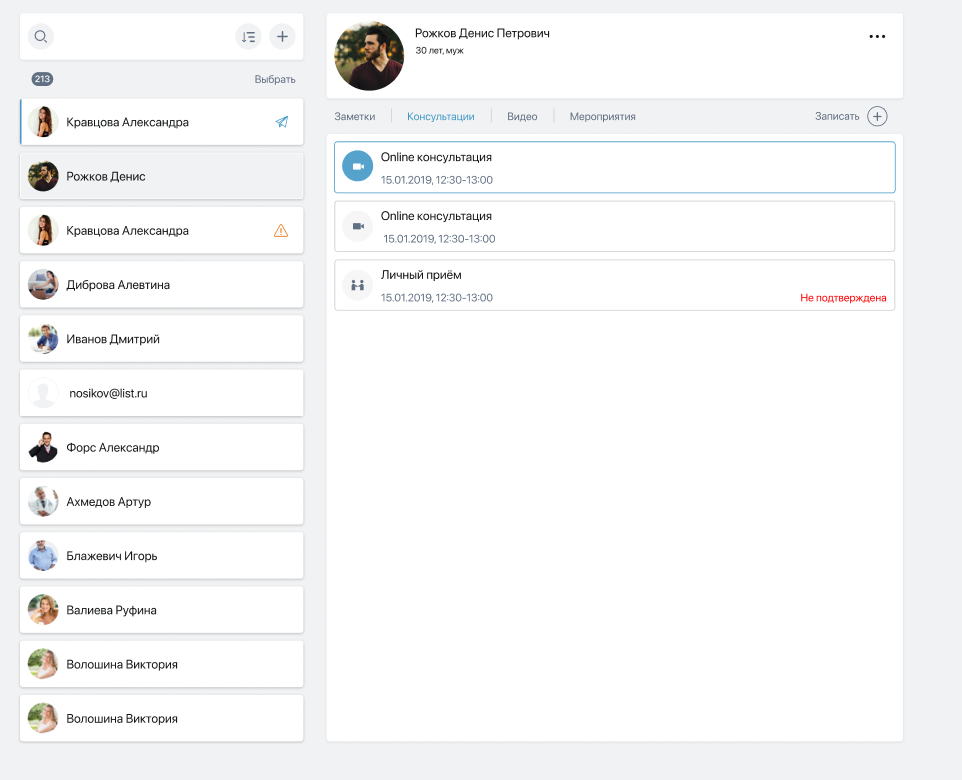 213
Выбрать
Кравцова Александра
Рожков Денис
Кравцова Александра
Диброва Алевтина
Иванов Дмитрий
nosikov@list.ru
Форс Александр
Ахмедов Артур
Блажевич Игорь
Валиева Руфина
Волошина Виктория
Волошина Виктория
Рожков Денис Петрович
30 лет, муж
Заметки Консультации Видео Мероприятия Записать
Online консультация
15.01.2019, 12:30-13:00
Online консультация
15.01.2019, 12:30-13:00
Личный приём
15.01.2019, 12:30-13:00 Не подтверждена